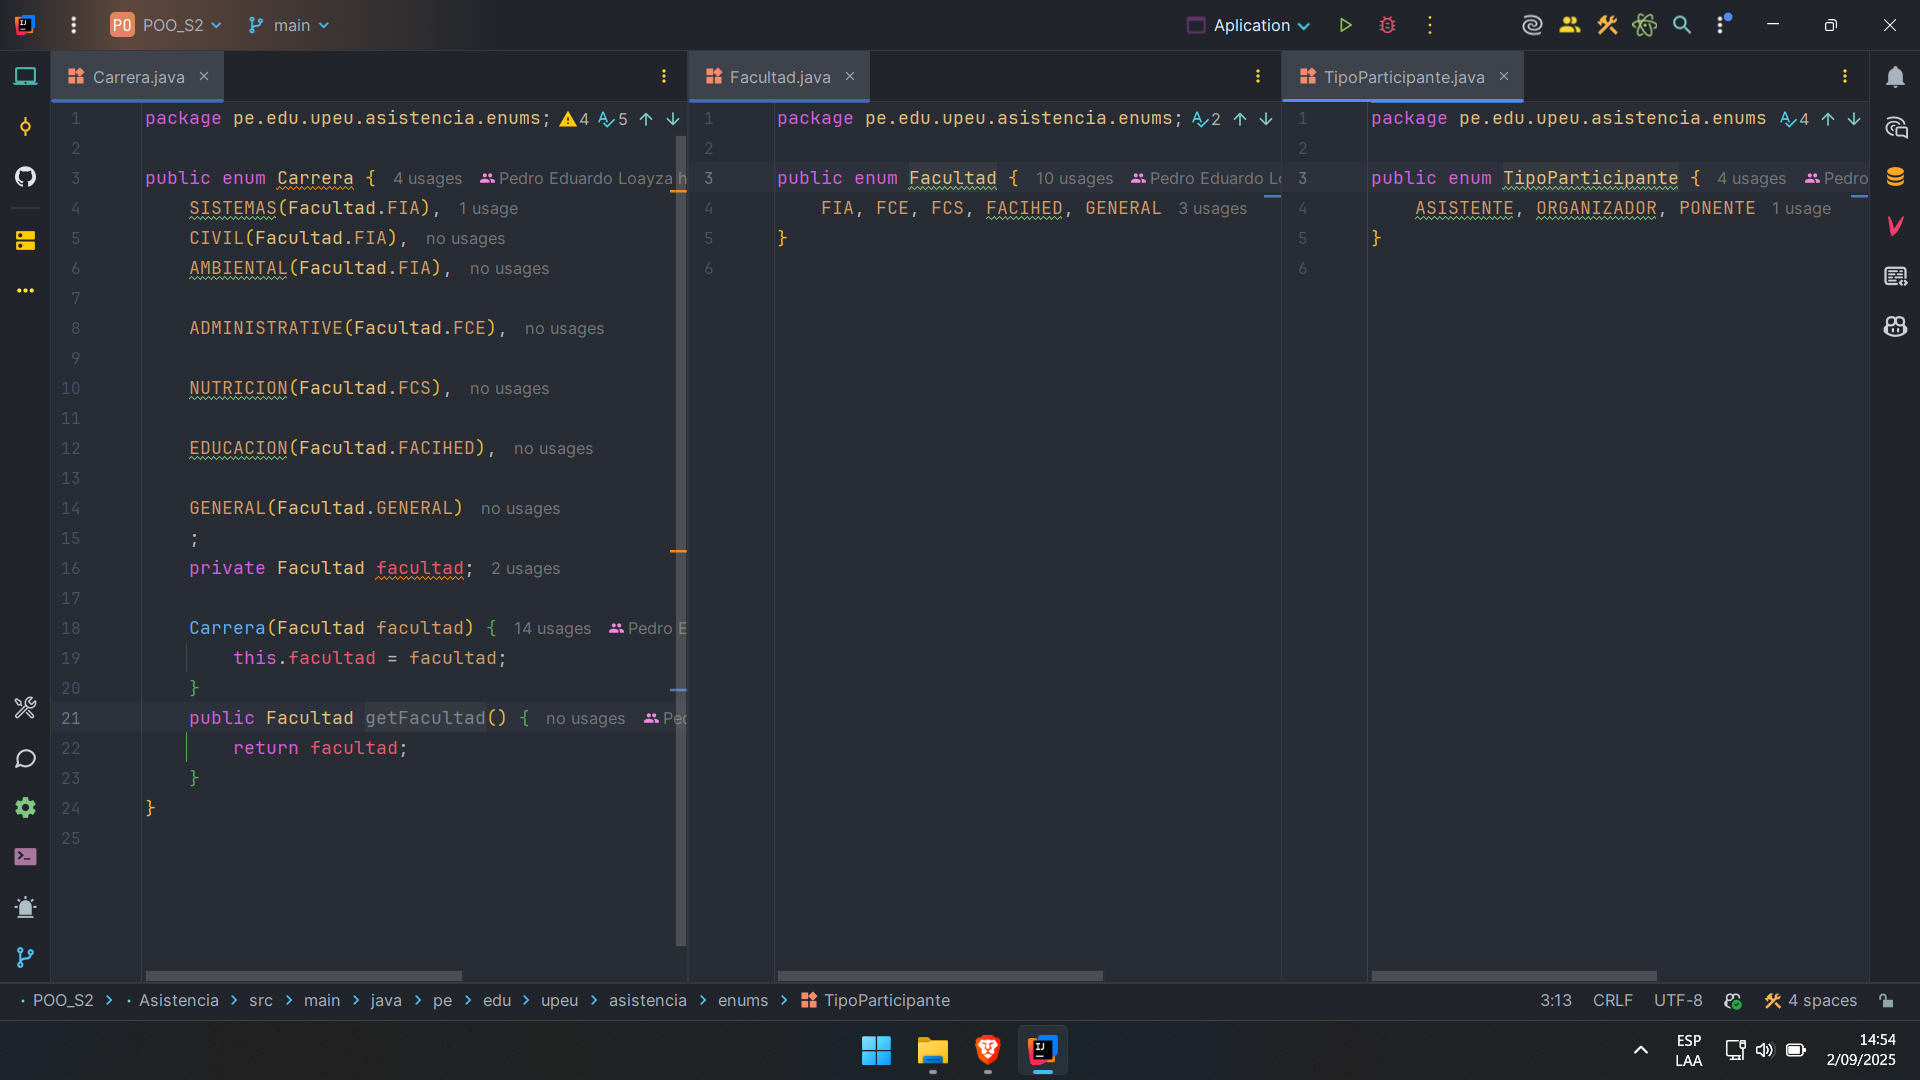 PO POO_S2 main Aplication
Carrera.java
Facultad.java
TipoParticipante.java
1 package pe.edu.upeu.asistencia.enums; 4 5
2
3 public enum Carrera { 4 usages Pedro Eduardo Loayza h
4 SISTEMAS(Facultad.FIA), 1 usage
5 CIVIL(Facultad.FIA), no usages
6 AMBIENTAL(Facultad.FIA), no usages
7
8 ADMINISTRATIVE(Facultad.FCE), no usages
9
10 NUTRICION(Facultad.FCS), no usages
11
12 EDUCACION(Facultad.FACIHED), no usages
13
14 GENERAL(Facultad.GENERAL) no usages
15 ;
16 private Facultad facultad; 2 usages
17
18 Carrera(Facultad facultad) { 14 usages Pedro E
19 this.facultad = facultad;
20 }
21 public Facultad getFacultad() { no usages Ped
22 return facultad;
23 }
24 }
25
1 package pe.edu.upeu.asistencia.enums; 2
2
3 public enum Facultad { 10 usages Pedro Eduardo Lo
4 FIA, FCE, FCS, FACIHED, GENERAL 3 usages
5 }
6
1 package pe.edu.upeu.asistencia.enums 4
2
3 public enum TipoParticipante { 4 usages Pedro
4 ASISTENTE, ORGANIZADOR, PONENTE 1 usage
5 }
6
POO_S2 > Asistencia > src > main > java > pe > edu > upeu > asistencia > enums > TipoParticipante
3:13 CRLF UTF-8 4 spaces
ESP
LAA
14:54
2/09/2025